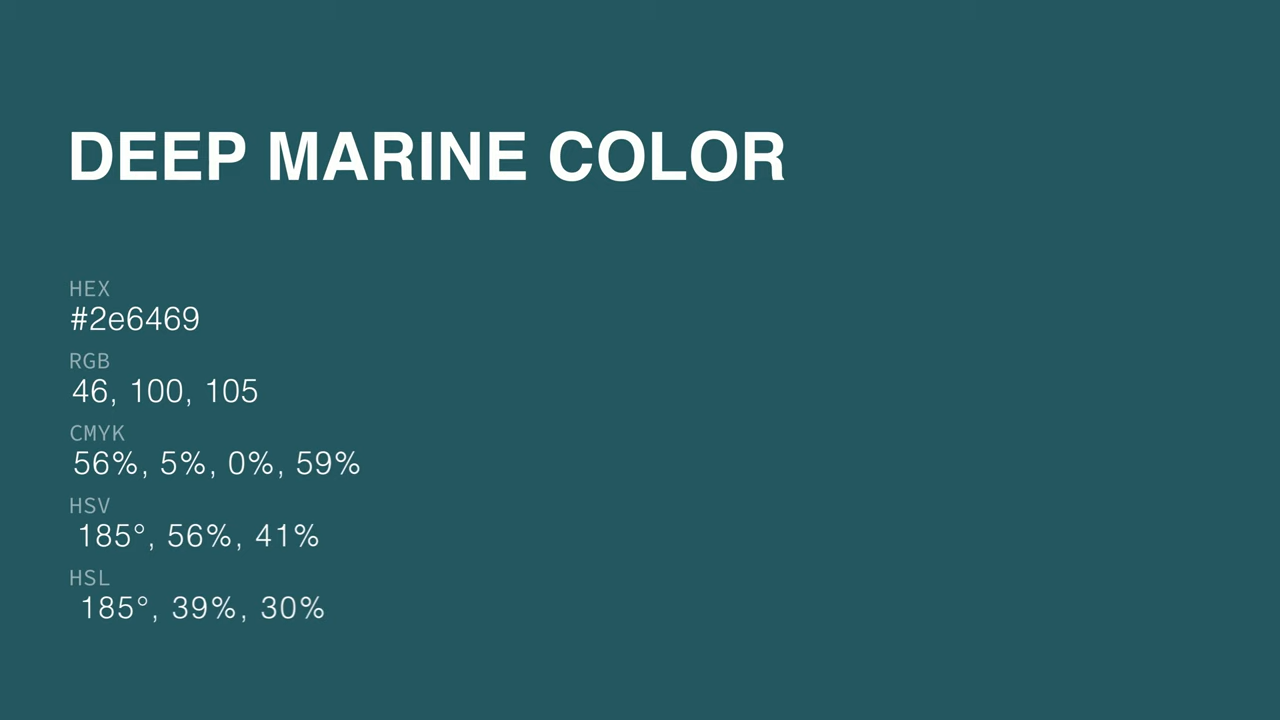 DEEP MARINE COLOR
HEX
#2e6469
RGB
46, 100, 105
CMYK
56%, 5%, 0%, 59%
HSV
185°, 56%, 41%
HSL
185°, 39%, 30%